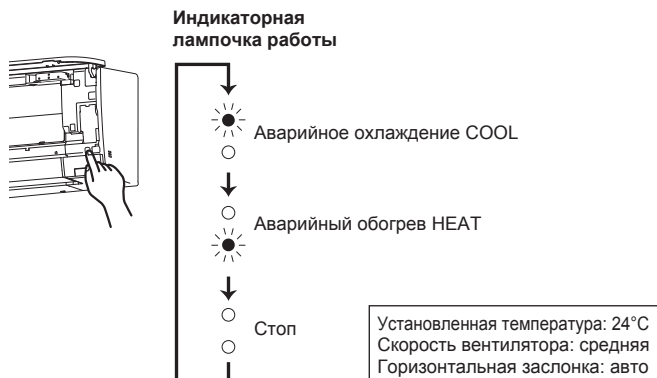 Индикаторная
лампочка работы
Аварийное охлаждение COOL
Аварийный обогрев HEAT
Стоп
Установленная температура: 24°C
Скорость вентилятора: средняя
Горизонтальная заслонка: авто